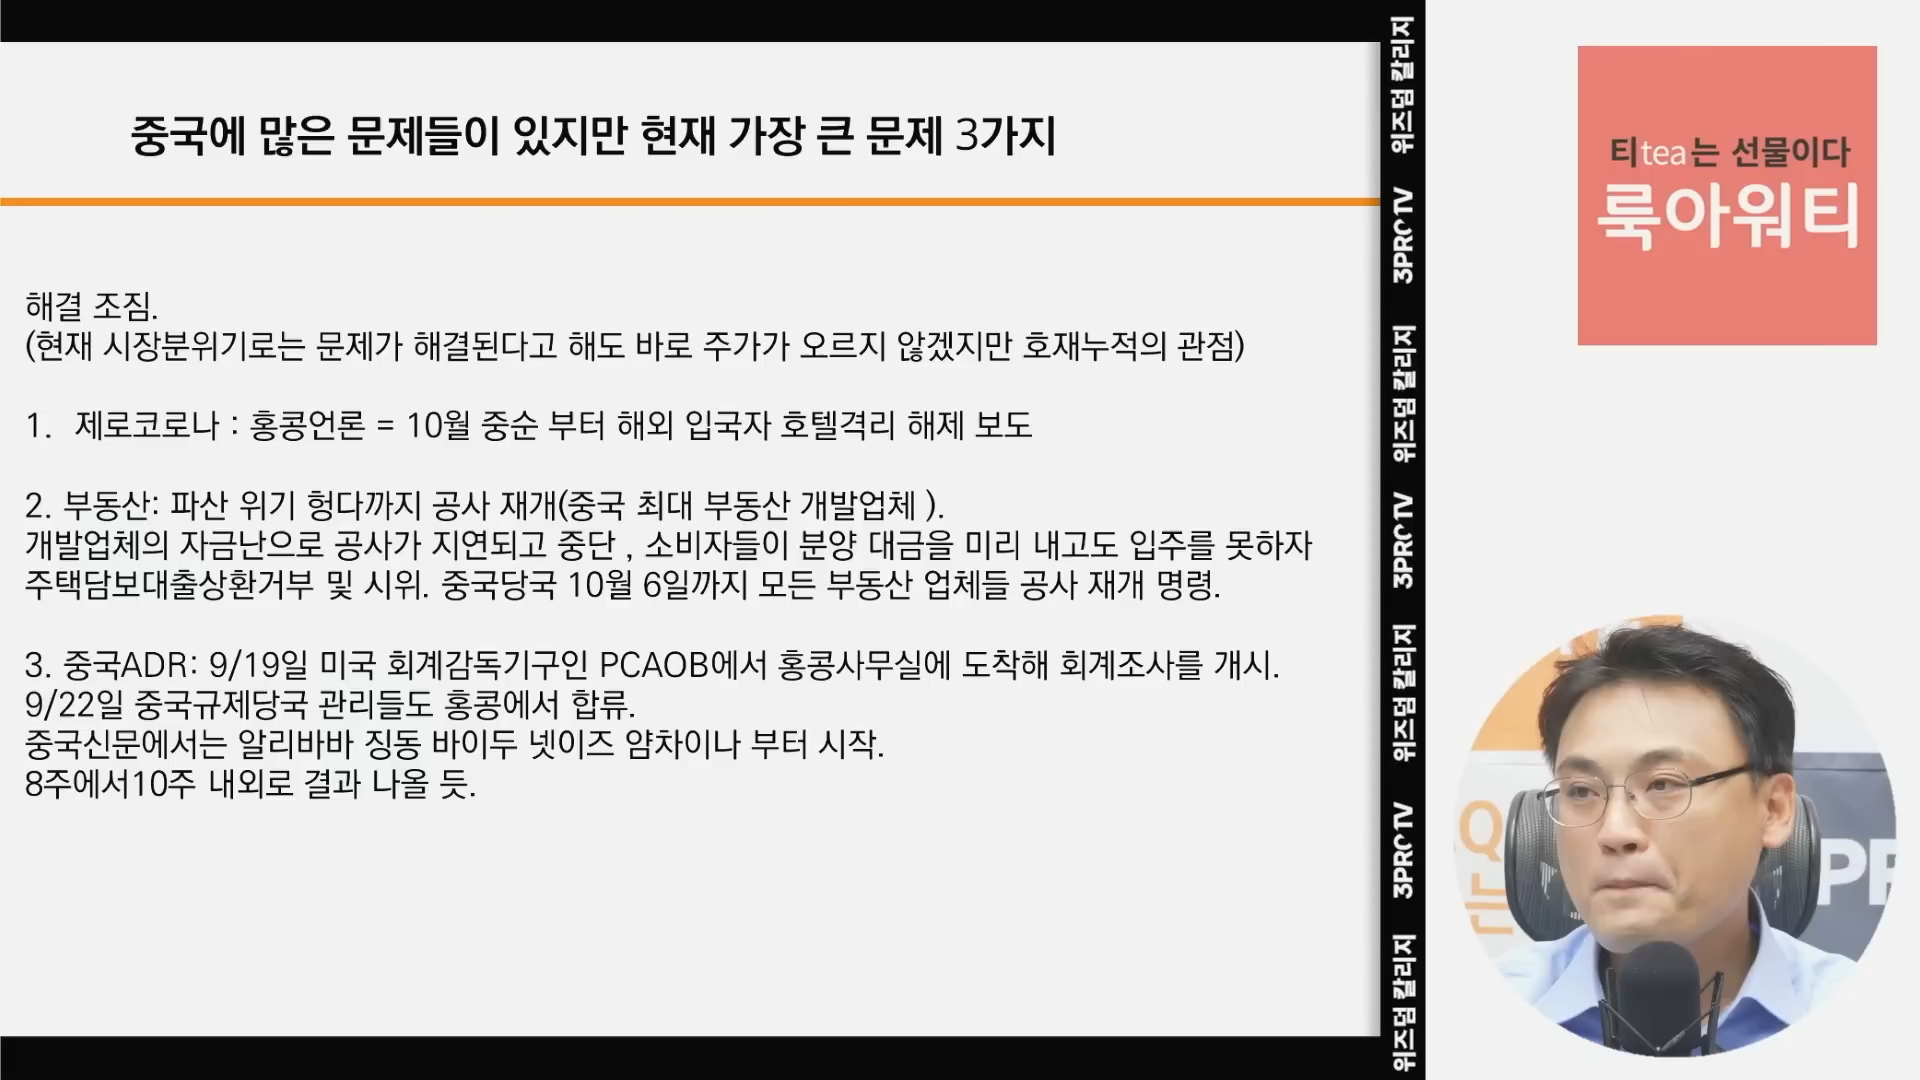 중국에 많은 문제들이 있지만 현재 가장 큰 문제 3가지
해결 조짐.
(현재 시장분위기로는 문제가 해결된다고 해도 바로 주가가 오르지 않겠지만 호재누적의 관점)
1. 제로코로나 : 홍콩언론 = 10월 중순 부터 해외 입국자 호텔격리 해제 보도
2. 부동산: 파산 위기 헝다까지 공사 재개(중국 최대 부동산 개발업체 ).
개발업체의 자금난으로 공사가 지연되고 중단 , 소비자들이 분양 대금을 미리 내고도 입주를 못하자
주택담보대출상환거부 및 시위. 중국당국 10월 6일까지 모든 부동산 업체들 공사 재개 명령.
3. 중국ADR: 9/19일 미국 회계감독기구인 PCAOB에서 홍콩사무실에 도착해 회계조사를 개시.
9/22일 중국규제당국 관리들도 홍콩에서 합류.
중국신문에서는 알리바바 징동 바이두 넷이즈 얌차이나 부터 시작.
8주에서10주 내외로 결과 나올 듯.
위즈덤 칼리지
3PROTV
위즈덤 칼리지
3PROTV
위즈덤 칼리지
3PROTV
위즈덤 칼리지
티tea는 선물이다
룩아워티
Q
는
PR